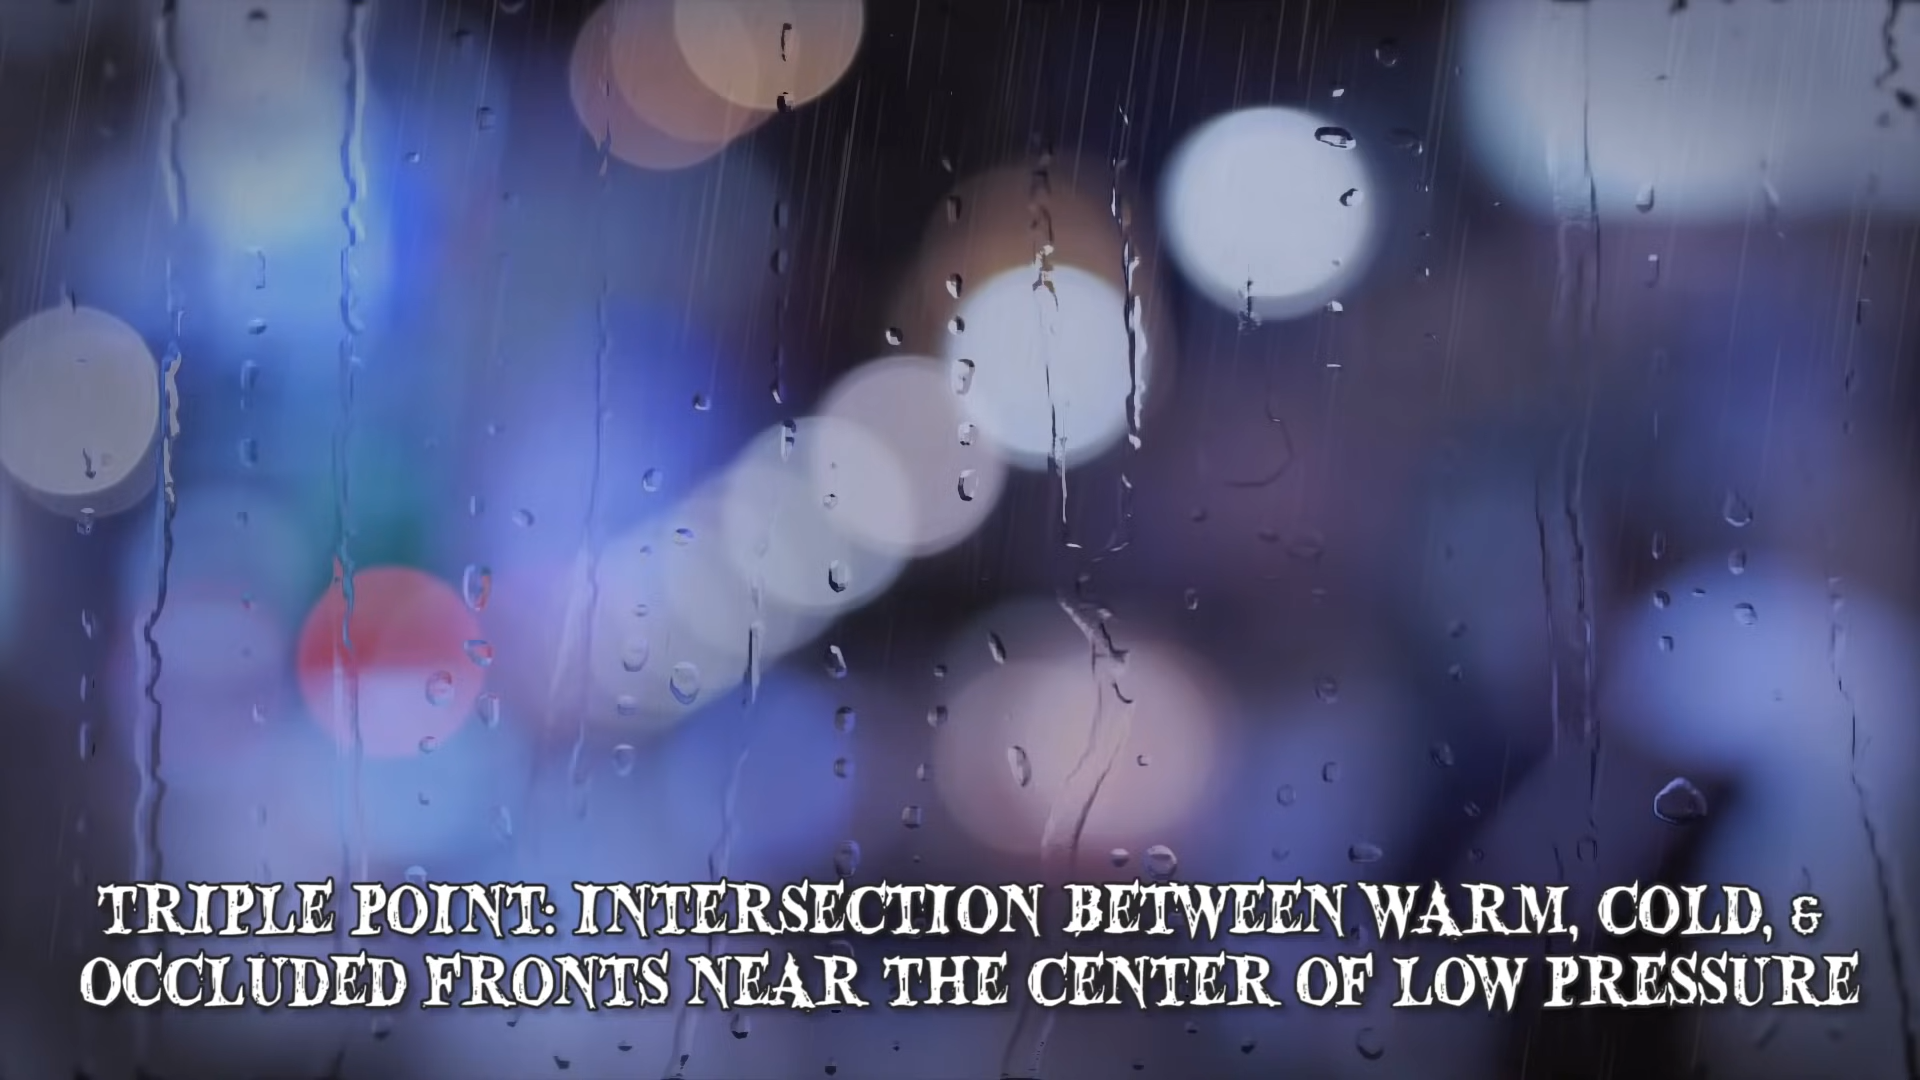 TRIPLE POINT: INTERSECTION BETWEEN WARM, COLD, &
OCCLUDED FRONTS NEAR THE CENTER OF LOW PRESSURE